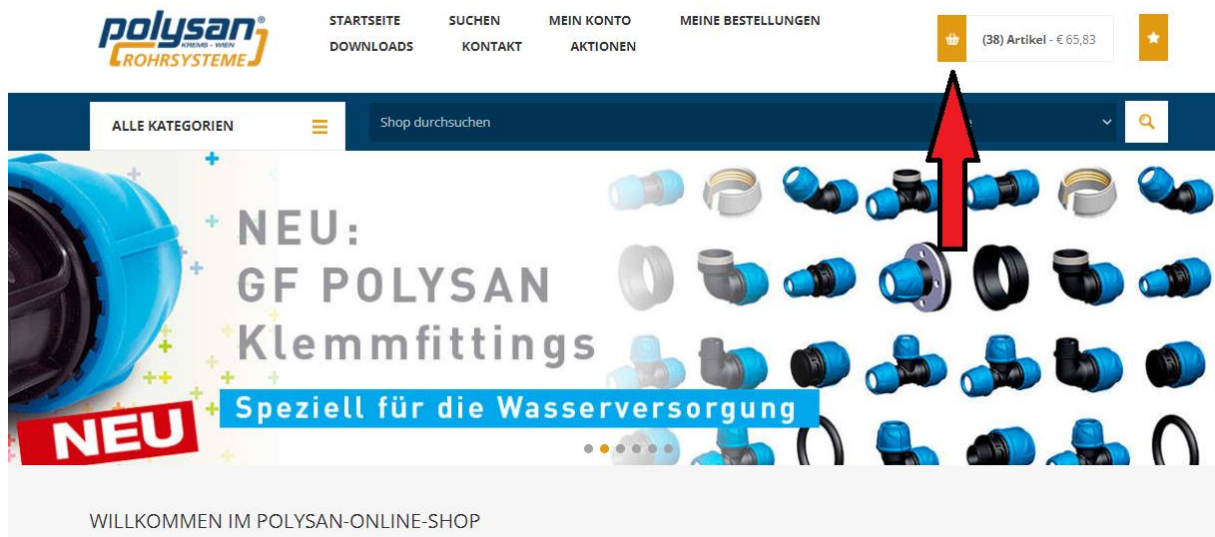 polysan®
KREMS - WIEN
ROHRSYSTEME
STARTSEITE SUCHEN MEIN KONTO MEINE BESTELLUNGEN
DOWNLOADS KONTAKT AKTIONEN
(38) Artikel - € 65,83
ALLE KATEGORIEN
Shop durchsuchen
NEU:
GF POLYSAN
Klemmfittings
Speziell für die Wasserversorgung
NEU
WILLKOMMEN IM POLYSAN-ONLINE-SHOP